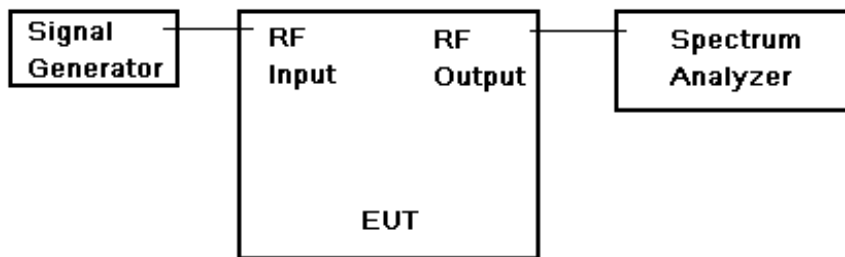 Signal
Generator
RF
Input
RF
Output
EUT
Spectrum
Analyzer